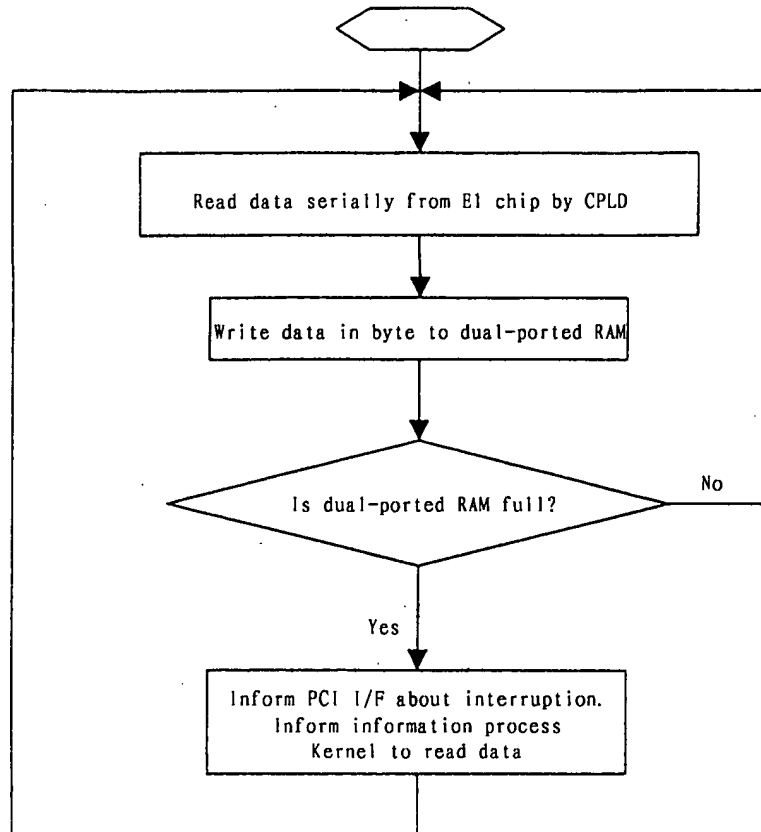 Read data serially from E1 chip by CPLD
Write data in byte to dual-ported RAM
Is dual-ported RAM full?
No
Yes
Inform PCI I/F about interruption.
Inform information process
Kernel to read data